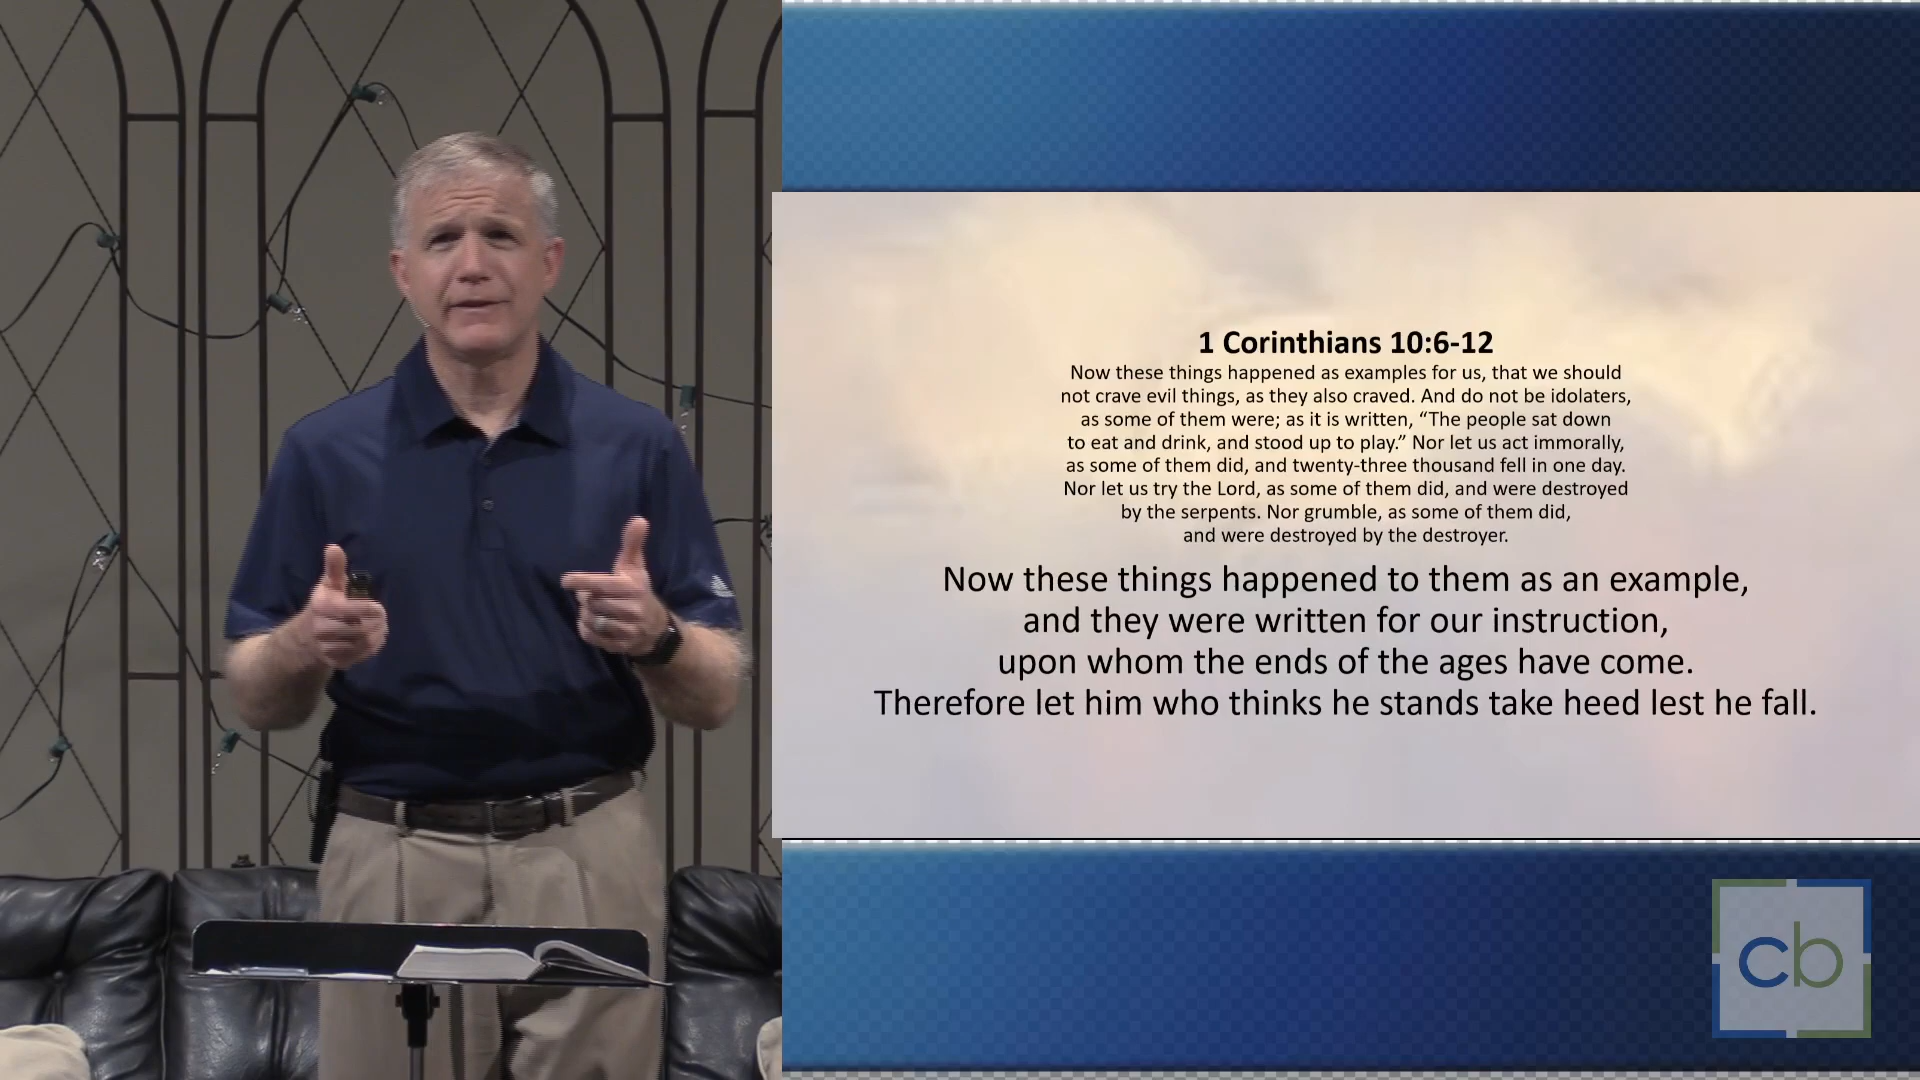 1 Corinthians 10:6-12
Now these things happened as examples for us, that we should
not crave evil things, as they also craved. And do not be idolaters,
as some of them were; as it is written, “The people sat down
to eat and drink, and stood up to play.” Nor let us act immorally,
as some of them did, and twenty-three thousand fell in one day.
Nor let us try the Lord, as some of them did, and were destroyed
by the serpents. Nor grumble, as some of them did,
and were destroyed by the destroyer.
Now these things happened to them as an example,
and they were written for our instruction,
upon whom the ends of the ages have come.
Therefore let him who thinks he stands take heed lest he fall.
cb